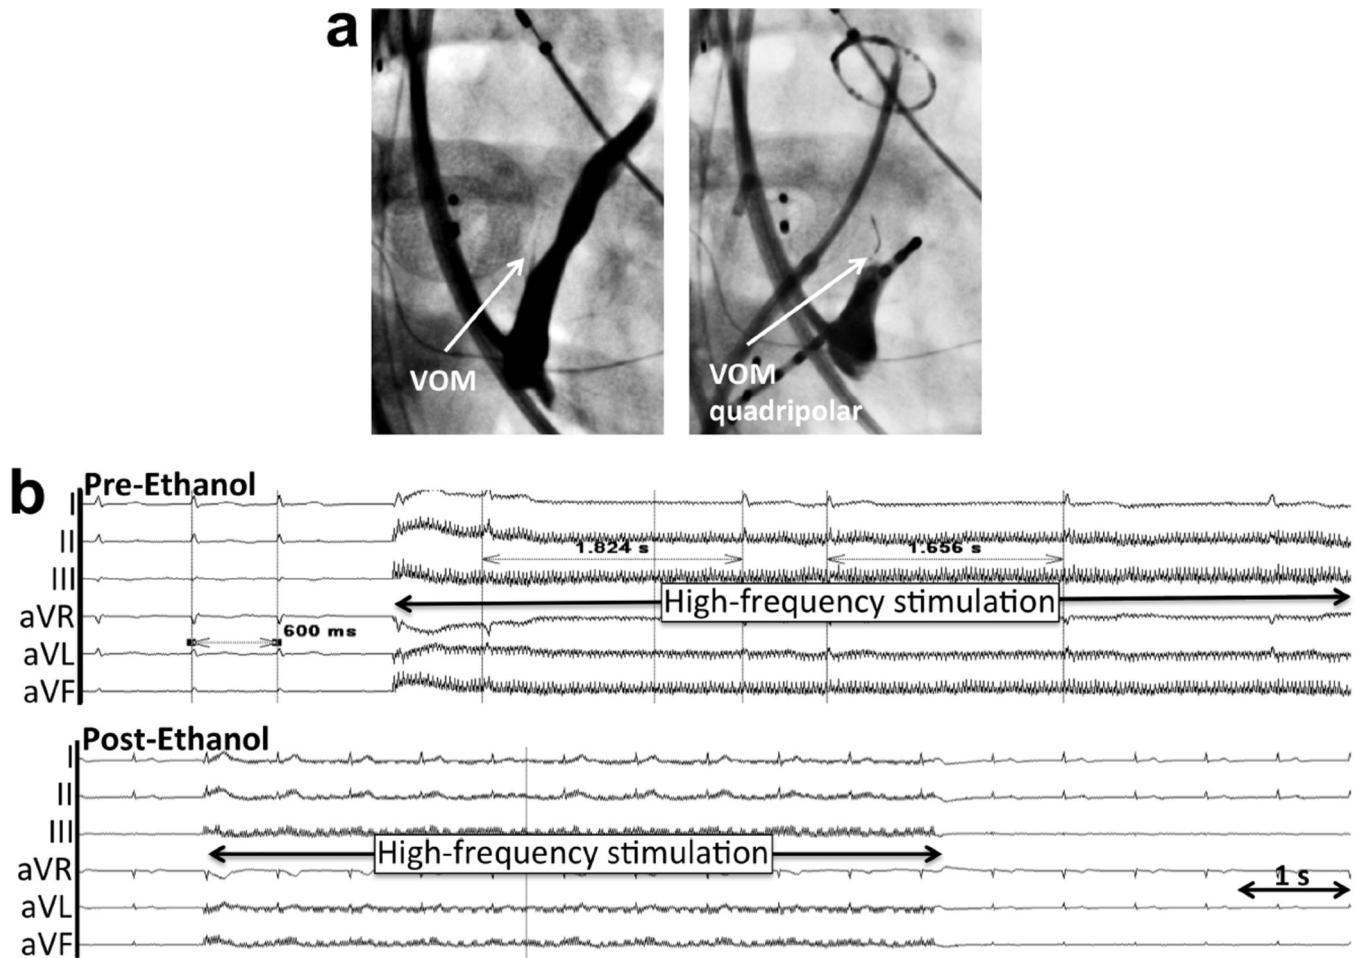 a
VOM
VOM
quadripolar
b
Pre-Ethanol
I
II
1.824 s
1.656 s
III
High-frequency stimulation
aVR
600 ms
aVL
aVF
Post-Ethanol
I
II
III
High-frequency stimulation
aVR
1 s
aVL
aVF